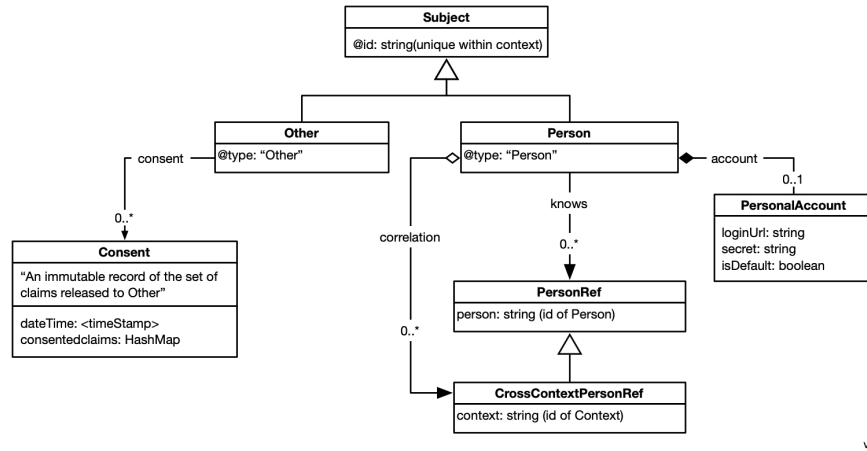 Subject
@id: string(unique within context)
Other
@type: “Other”
Person
@type: “Person”
consent
account
0..1
knows
PersonalAccount
loginUrl: string
secret: string
isDefault: boolean
0..*
correlation
0..*
Consent
“An immutable record of the set of
claims released to Other”
dateTime: <timeStamp>
consentedclaims: HashMap
PersonRef
person: string (id of Person)
0..*
CrossContextPersonRef
context: string (id of Context)